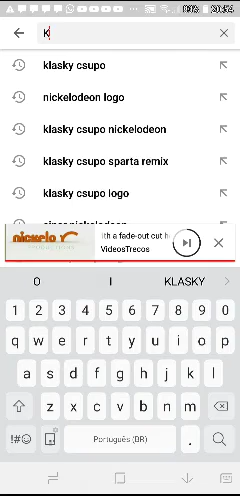 K
klasky csupo
nickelodeon logo
klasky csupo nickelodeon
klasky csupo sparta remix
klasky csupo logo
nickelo
ith a fade-out cut h
VideosTrecos
O I KLASKY
1 2 3 4 5 6 7 8 9 0
q w e r t y u i o p
a s d f g h j k l
z x c v b n m
!#☺ Português (BR) .